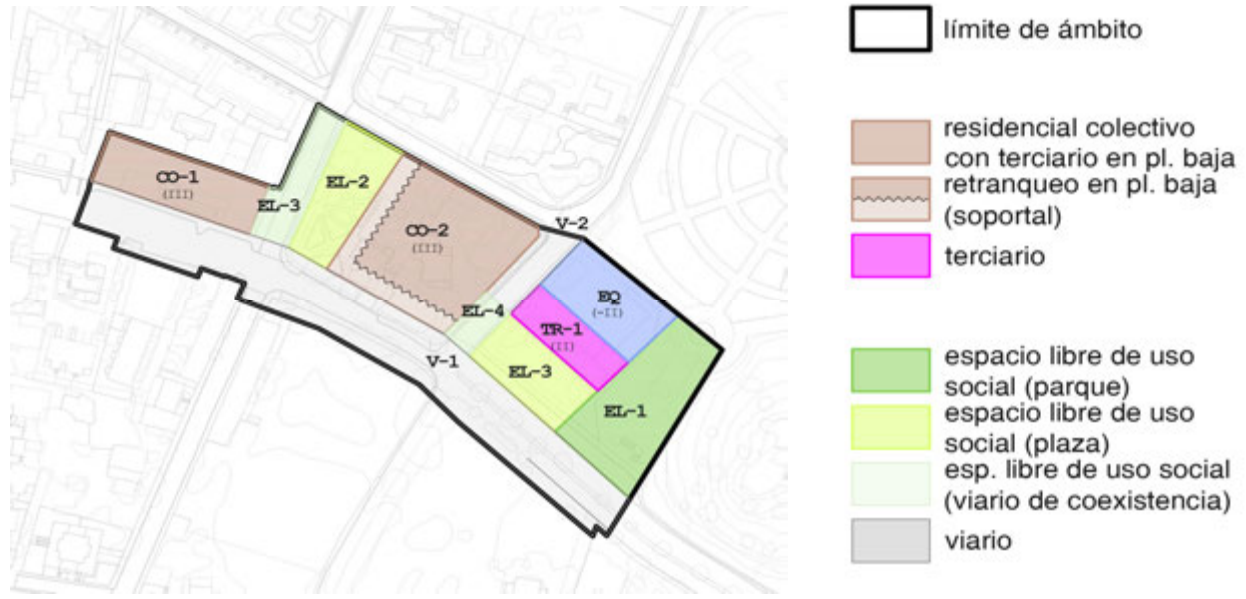 CO-1
(III)
EL-3
EL-2
CO-2
(III)
V-2
EL-4
EQ
(-II)
TR-1
(II)
V-1
EL-3
EL-1
límite de ámbito
residencial colectivo
con terciario en pl. baja
retranqueo en pl. baja
(soportal)
terciario
espacio libre de uso
social (parque)
espacio libre de uso
social (plaza)
esp. libre de uso social
(viario de coexistencia)
viario